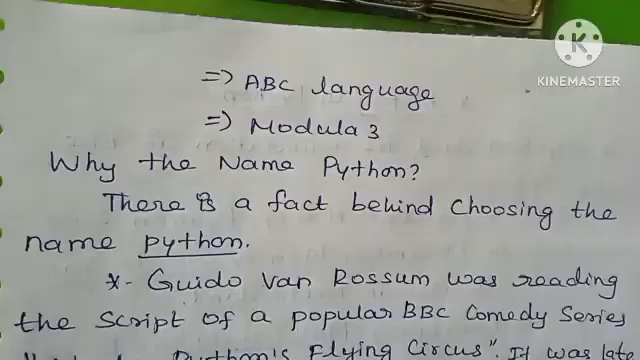 K
KINEMASTER
=> ABC language
=> Modula 3
Why the Name Python?
There is a fact behind choosing the
name python.
*- Guido Van Rossum was reading
the script of a popular BBC Comedy Series
Python's Flying Circus". It was late